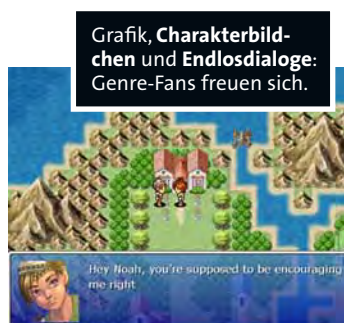 Grafik, Charakterbild-
chen und Endlosdialoge:
Genre-Fans freuen sich.
Hey Noah, you're supposed to be encouraging
me right